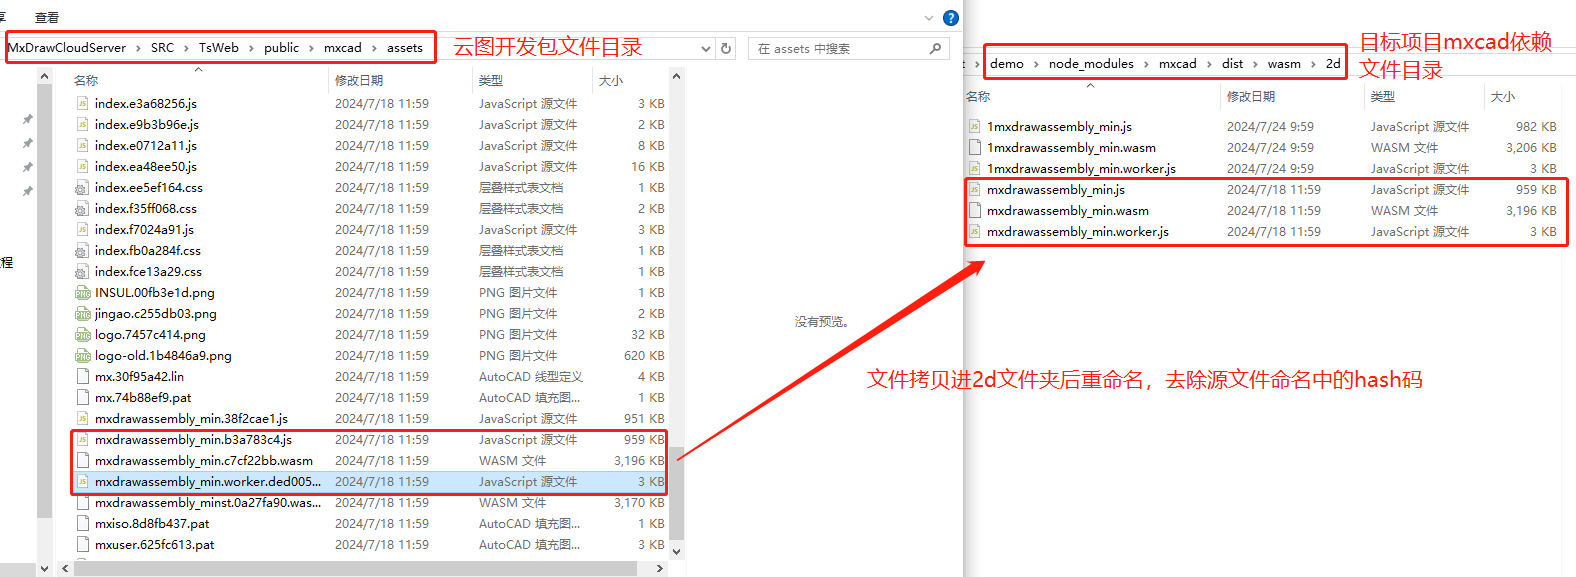 享 查看
MxDrawCloudServer > SRC > TsWeb > public > mxcad > assets
云图开发包文件目录
在 assets 中搜索
名称 修改日期 类型 大小
index.e3a68256.js 2024/7/18 11:59 JavaScript 源文件 3 KB
index.e9b3b96e.js 2024/7/18 11:59 JavaScript 源文件 2 KB
index.e0712a11.js 2024/7/18 11:59 JavaScript 源文件 8 KB
index.ea48ee50.js 2024/7/18 11:59 JavaScript 源文件 16 KB
index.ee5ef164.css 2024/7/18 11:59 层叠样式表文档 1 KB
index.f35ff068.css 2024/7/18 11:59 层叠样式表文档 2 KB
index.f7024a91.js 2024/7/18 11:59 JavaScript 源文件 3 KB
index.fb0a284f.css 2024/7/18 11:59 层叠样式表文档 1 KB
index.fce13a29.css 2024/7/18 11:59 层叠样式表文档 1 KB
INSUL.00fb3e1d.png 2024/7/18 11:59 PNG 图片文件 1 KB
jingao.c255db03.png 2024/7/18 11:59 PNG 图片文件 2 KB
logo.7457c414.png 2024/7/18 11:59 PNG 图片文件 32 KB
logo-old.1b4846a9.png 2024/7/18 11:59 PNG 图片文件 620 KB
mx.30f95a42.lin 2024/7/18 11:59 AutoCAD 线型定义 4 KB
mx.74b88ef9.pat 2024/7/18 11:59 AutoCAD 填充图... 1 KB
mxdrawassembly_min.38f2cae1.js 2024/7/18 11:59 JavaScript 源文件 951 KB
mxdrawassembly_min.b3a783c4.js 2024/7/18 11:59 JavaScript 源文件 959 KB
mxdrawassembly_min.c7cf22bb.wasm 2024/7/18 11:59 WASM 文件 3,196 KB
mxdrawassembly_min.worker.ded005... 2024/7/18 11:59 JavaScript 源文件 3 KB
mxdrawassembly_minst.0a27fa90.was... 2024/7/18 11:59 WASM 文件 3,170 KB
mxiso.8d8fb437.pat 2024/7/18 11:59 AutoCAD 填充图... 1 KB
mxuser.625fc613.pat 2024/7/18 11:59 AutoCAD 填充图... 3 KB
程
没有预览。
目标项目mxcad依赖
文件目录
demo > node_modules > mxcad > dist > wasm > 2d
名称 修改日期 类型 大小
1mxdrawassembly_min.js 2024/7/24 9:59 JavaScript 源文件 982 KB
1mxdrawassembly_min.wasm 2024/7/24 9:59 WASM 文件 3,206 KB
1mxdrawassembly_min.worker.js 2024/7/24 9:59 JavaScript 源文件 3 KB
mxdrawassembly_min.js 2024/7/18 11:59 JavaScript 源文件 959 KB
mxdrawassembly_min.wasm 2024/7/18 11:59 WASM 文件 3,196 KB
mxdrawassembly_min.worker.js 2024/7/18 11:59 JavaScript 源文件 3 KB
文件拷贝进2d文件夹后重命名，去除源文件命名中的hash码